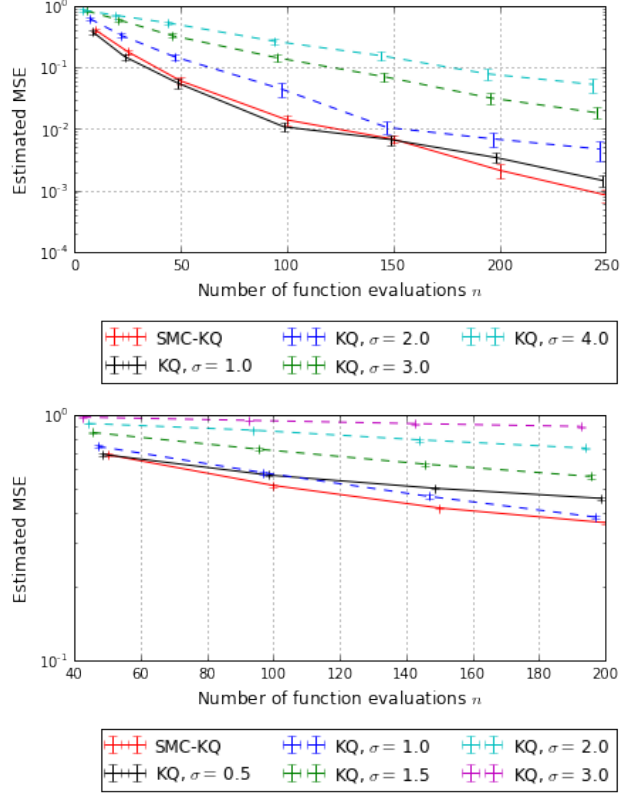 Estimated MSE
10^0
10^-1
10^-2
10^-3
10^-4
0 50 100 150 200 250
Number of function evaluations n
SMC-KQ
KQ, σ = 1.0
KQ, σ = 2.0
KQ, σ = 3.0
KQ, σ = 4.0
Estimated MSE
10^0
10^-1
40 60 80 100 120 140 160 180 200
Number of function evaluations n
SMC-KQ
KQ, σ = 0.5
KQ, σ = 1.0
KQ, σ = 1.5
KQ, σ = 2.0
KQ, σ = 3.0